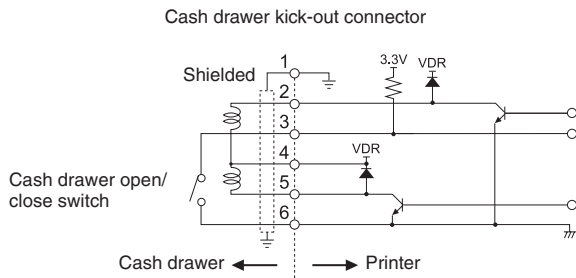 Cash drawer kick-out connector
Shielded
1
3.3V
VDR
2
3
4
VDR
Cash drawer open/
close switch
5
6
Cash drawer
Printer